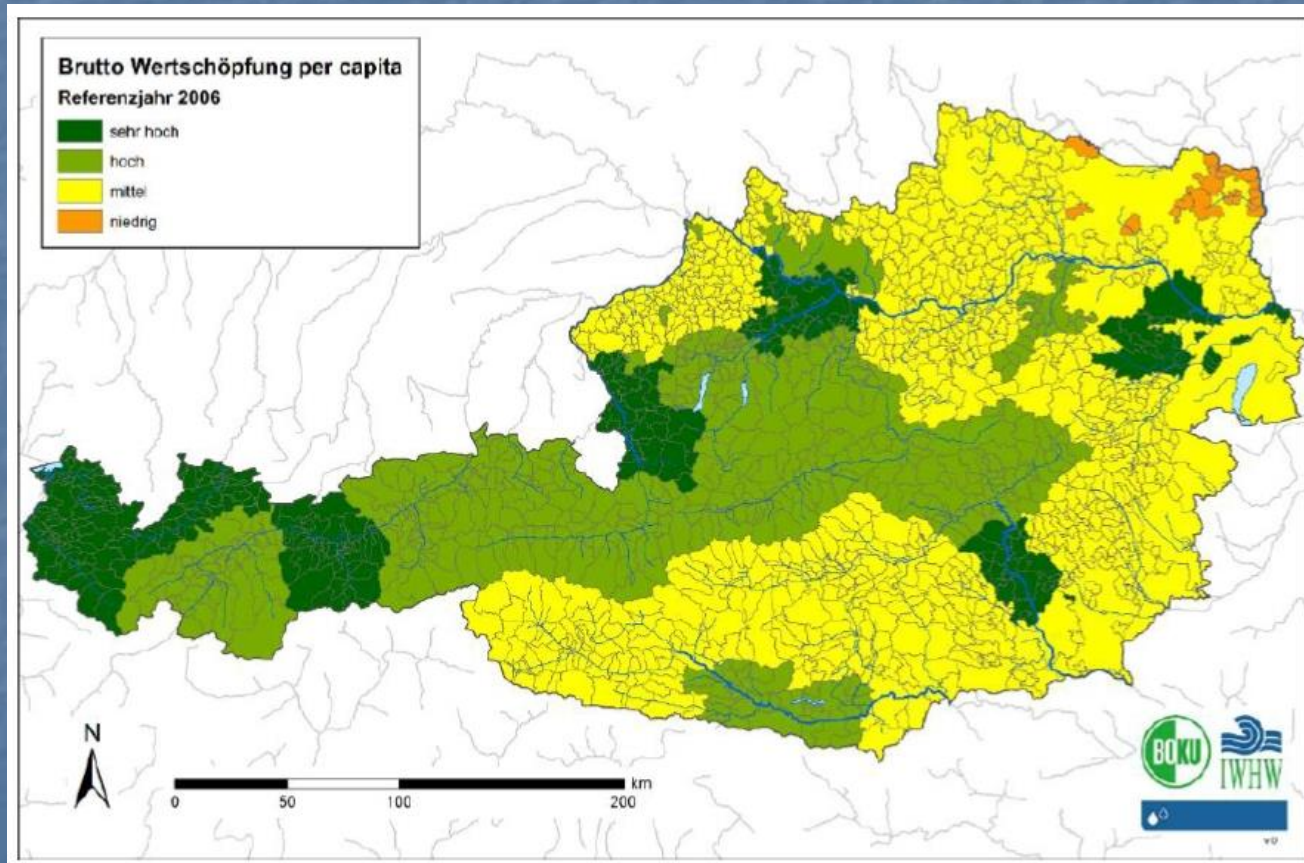 Brutto Wertschöpfung per capita
Referenzjahr 2006
sehr hoch
hoch
mittel
niedrig
N
km
0 50 100 200
BOKU
IWHW